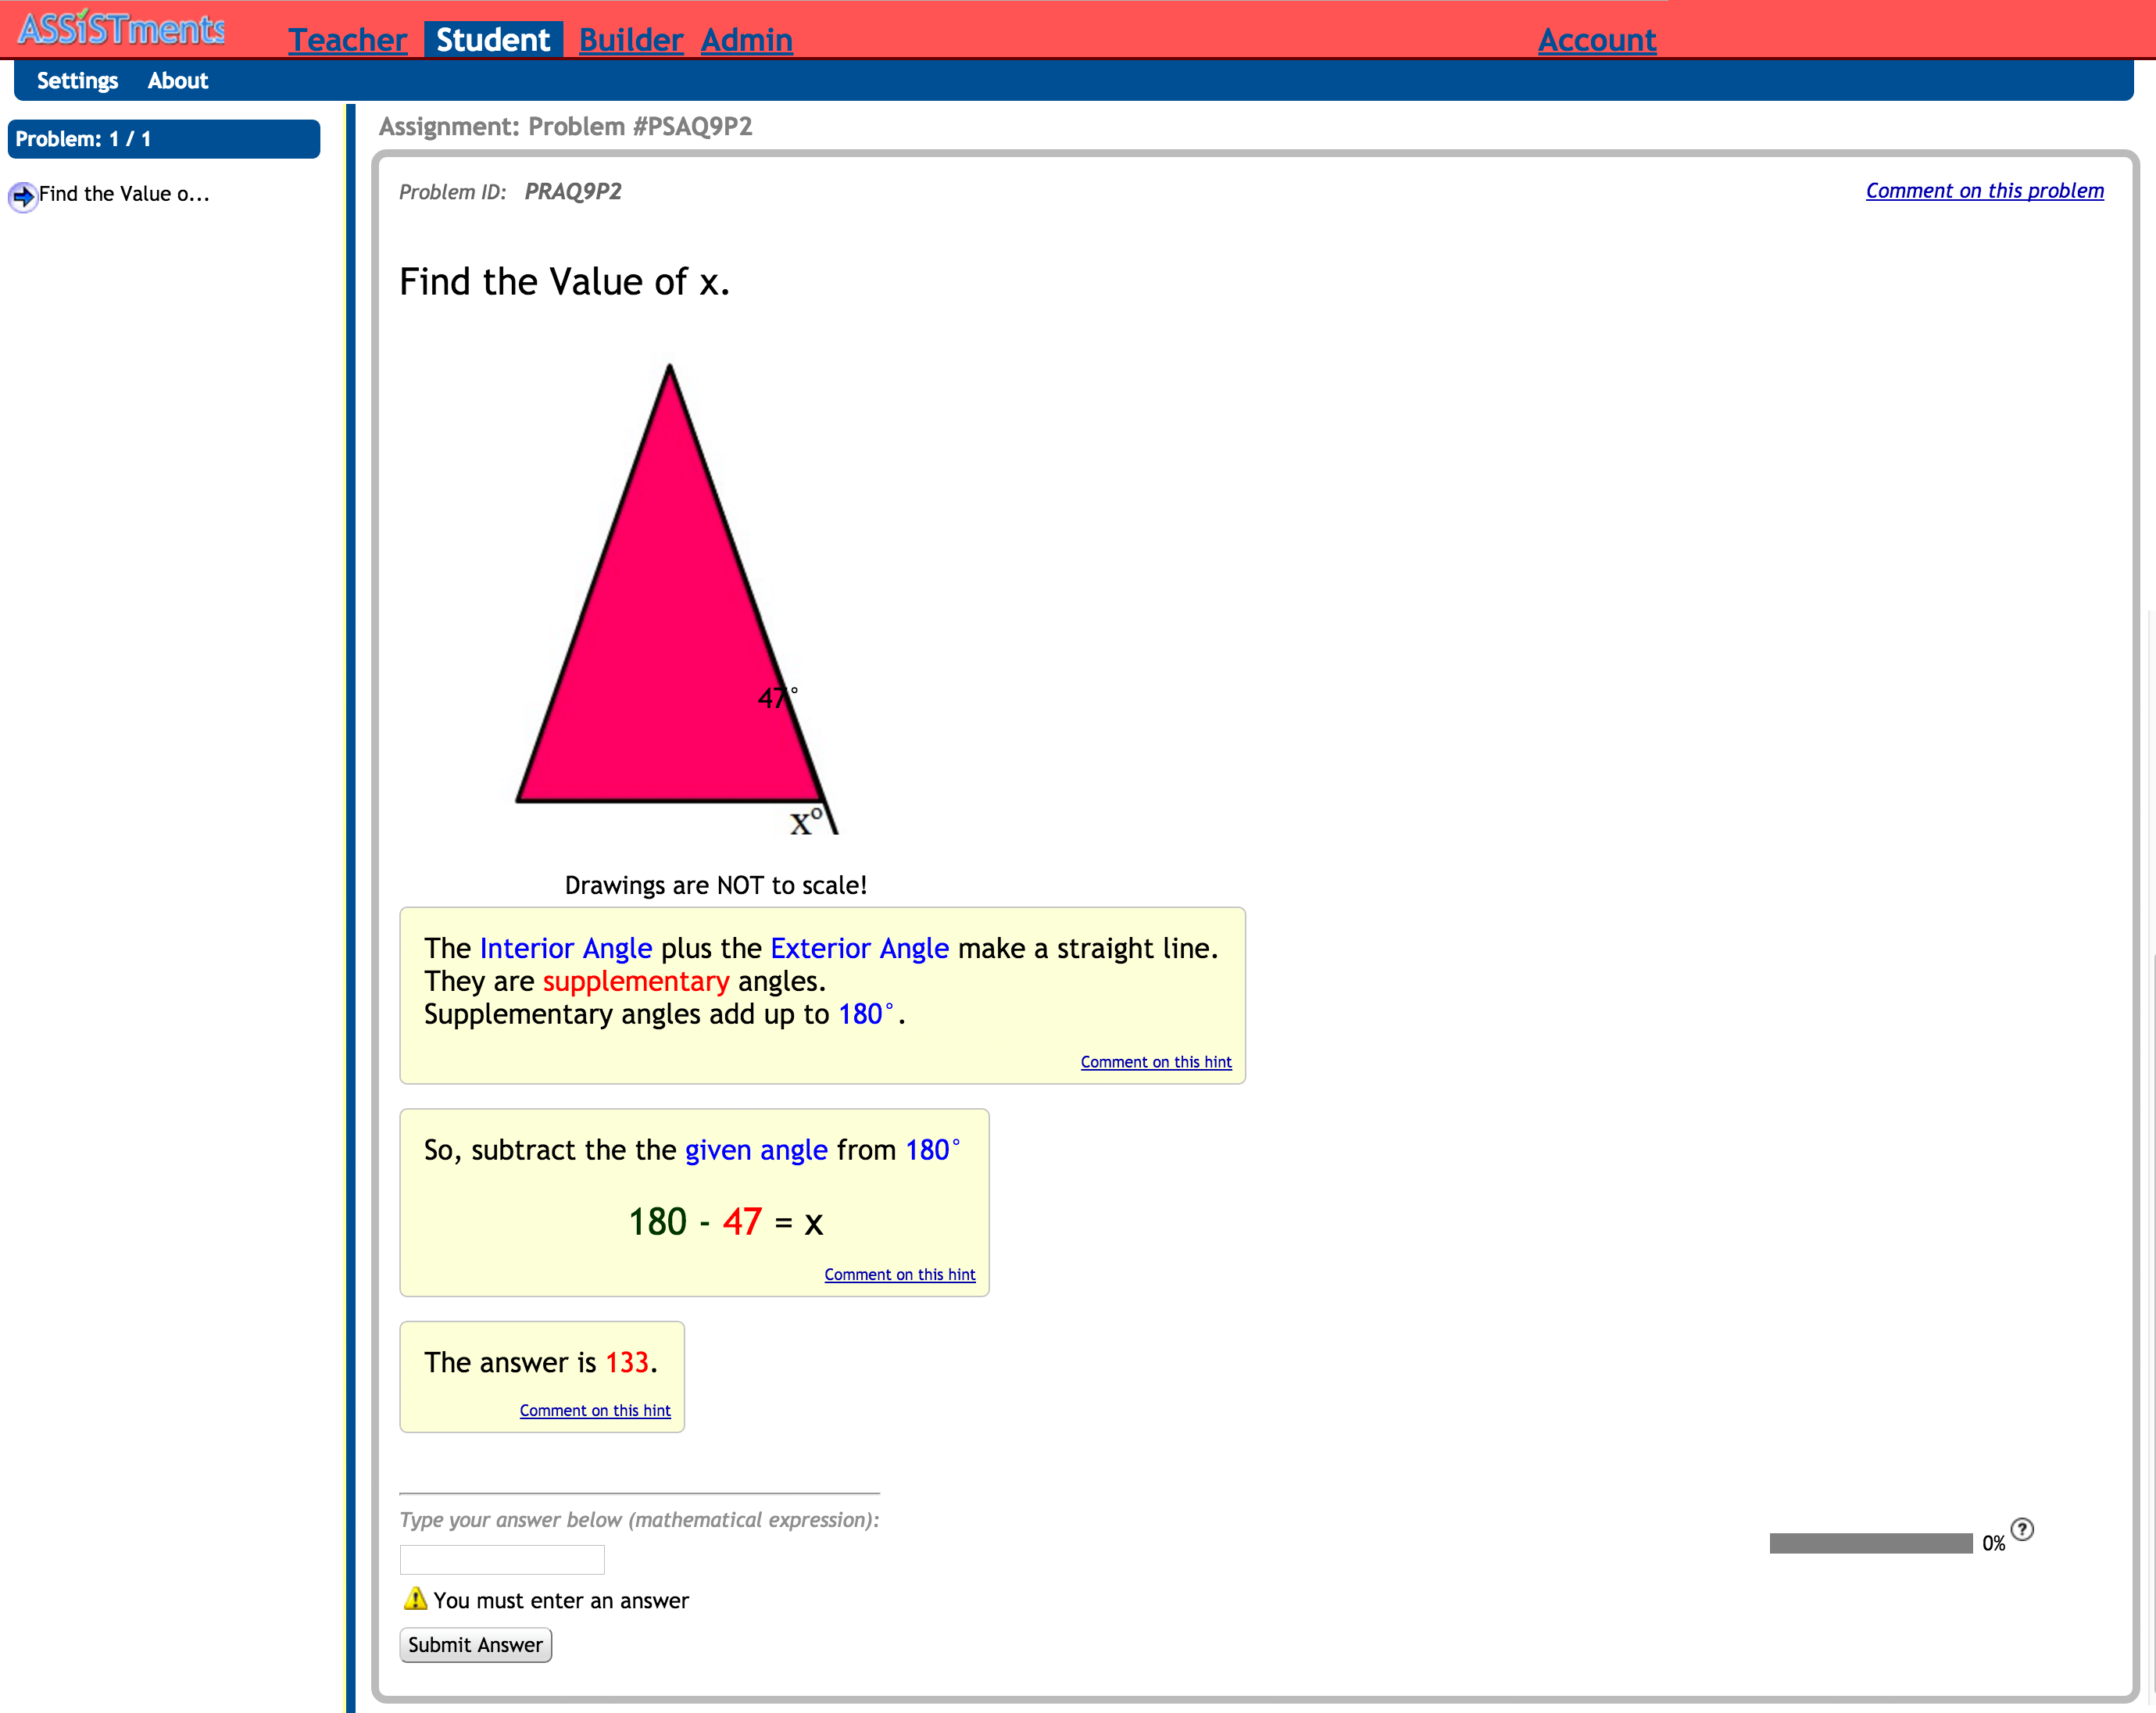 ASSiSTments
Teacher Student Builder Admin Account
Settings About
Problem: 1 / 1
Find the Value o...
Assignment: Problem #PSAQ9P2
Problem ID: PRAQ9P2
Comment on this problem
Find the Value of x.
47°
x°
Drawings are NOT to scale!
The Interior Angle plus the Exterior Angle make a straight line.
They are supplementary angles.
Supplementary angles add up to 180°.
Comment on this hint
So, subtract the the given angle from 180°
180 - 47 = x
Comment on this hint
The answer is 133.
Comment on this hint
Type your answer below (mathematical expression):
0% ?
You must enter an answer
Submit Answer